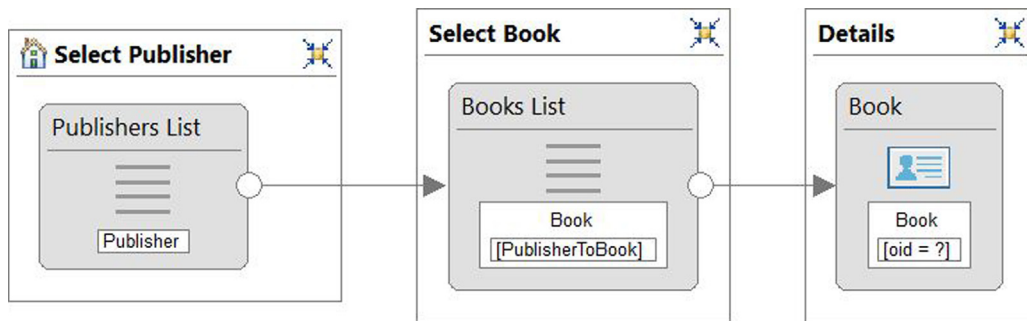 Select Publisher
Publishers List
Publisher
Select Book
Books List
Book
[PublisherToBook]
Details
Book
Book
[oid = ?]